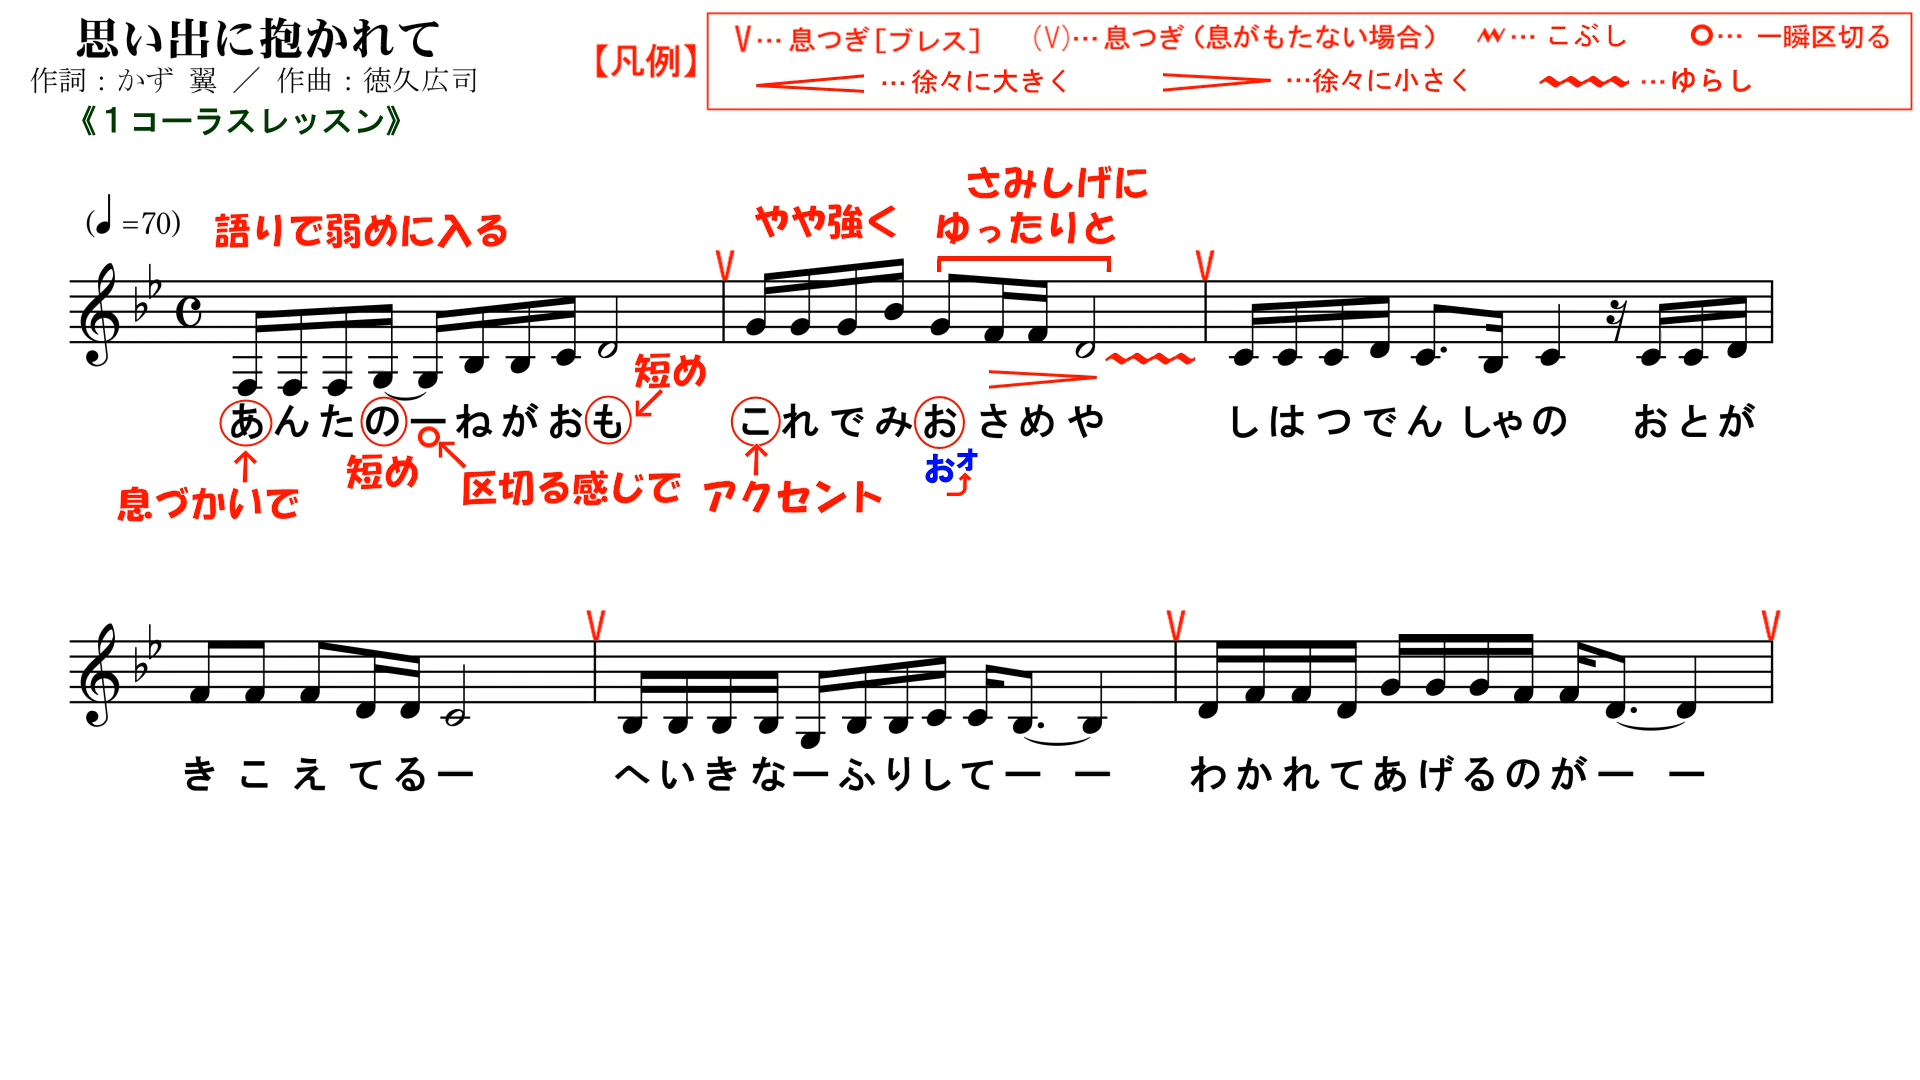 思い出に抱かれて
作詞:かず 翼 / 作曲:徳久広司
《1コーラスレッスン》
【凡例】
V… 息つぎ[ブレス] (V)… 息つぎ(息がもたない場合) … こぶし … 一瞬区切る
…徐々に大きく …徐々に小さく …ゆらし
(♩=70)
語りで弱めに入る
やや強く
さみしげに
ゆったりと
V V
短め
あんたのーねがおも これでみおさめや しはつでんしゃの おとが
おオ
短め
区切る感じで
息づかいで
アクセント
V V V
きこえてるー へいきなーふりしてー ー わかれてあげるのがー ー